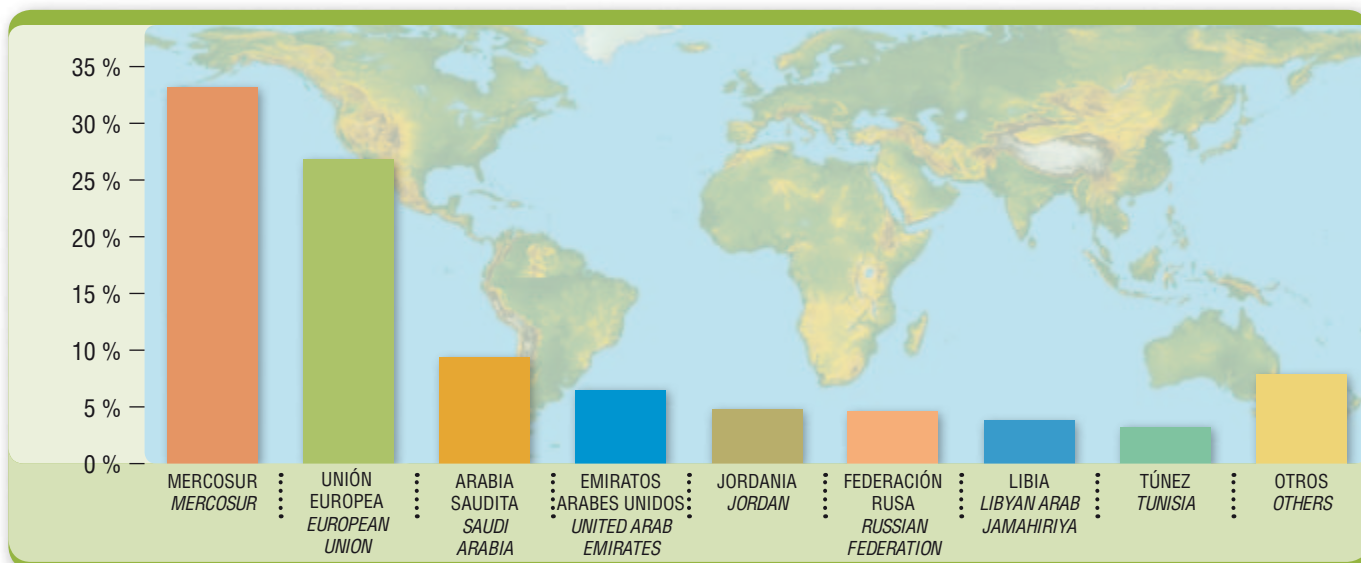 35 %
30 %
25 %
20 %
15 %
10 %
5 %
0 %
MERCOSUR
MERCOSUR
UNIÓN
EUROPEA
EUROPEAN
UNION
ARABIA
SAUDITA
SAUDI
ARABIA
EMIRATOS
ARABES UNIDOS
UNITED ARAB
EMIRATES
JORDANIA
JORDAN
FEDERACIÓN
RUSA
RUSSIAN
FEDERATION
LIBIA
LIBYAN ARAB
JAMAHIRIYA
TÚNEZ
TUNISIA
OTROS
OTHERS